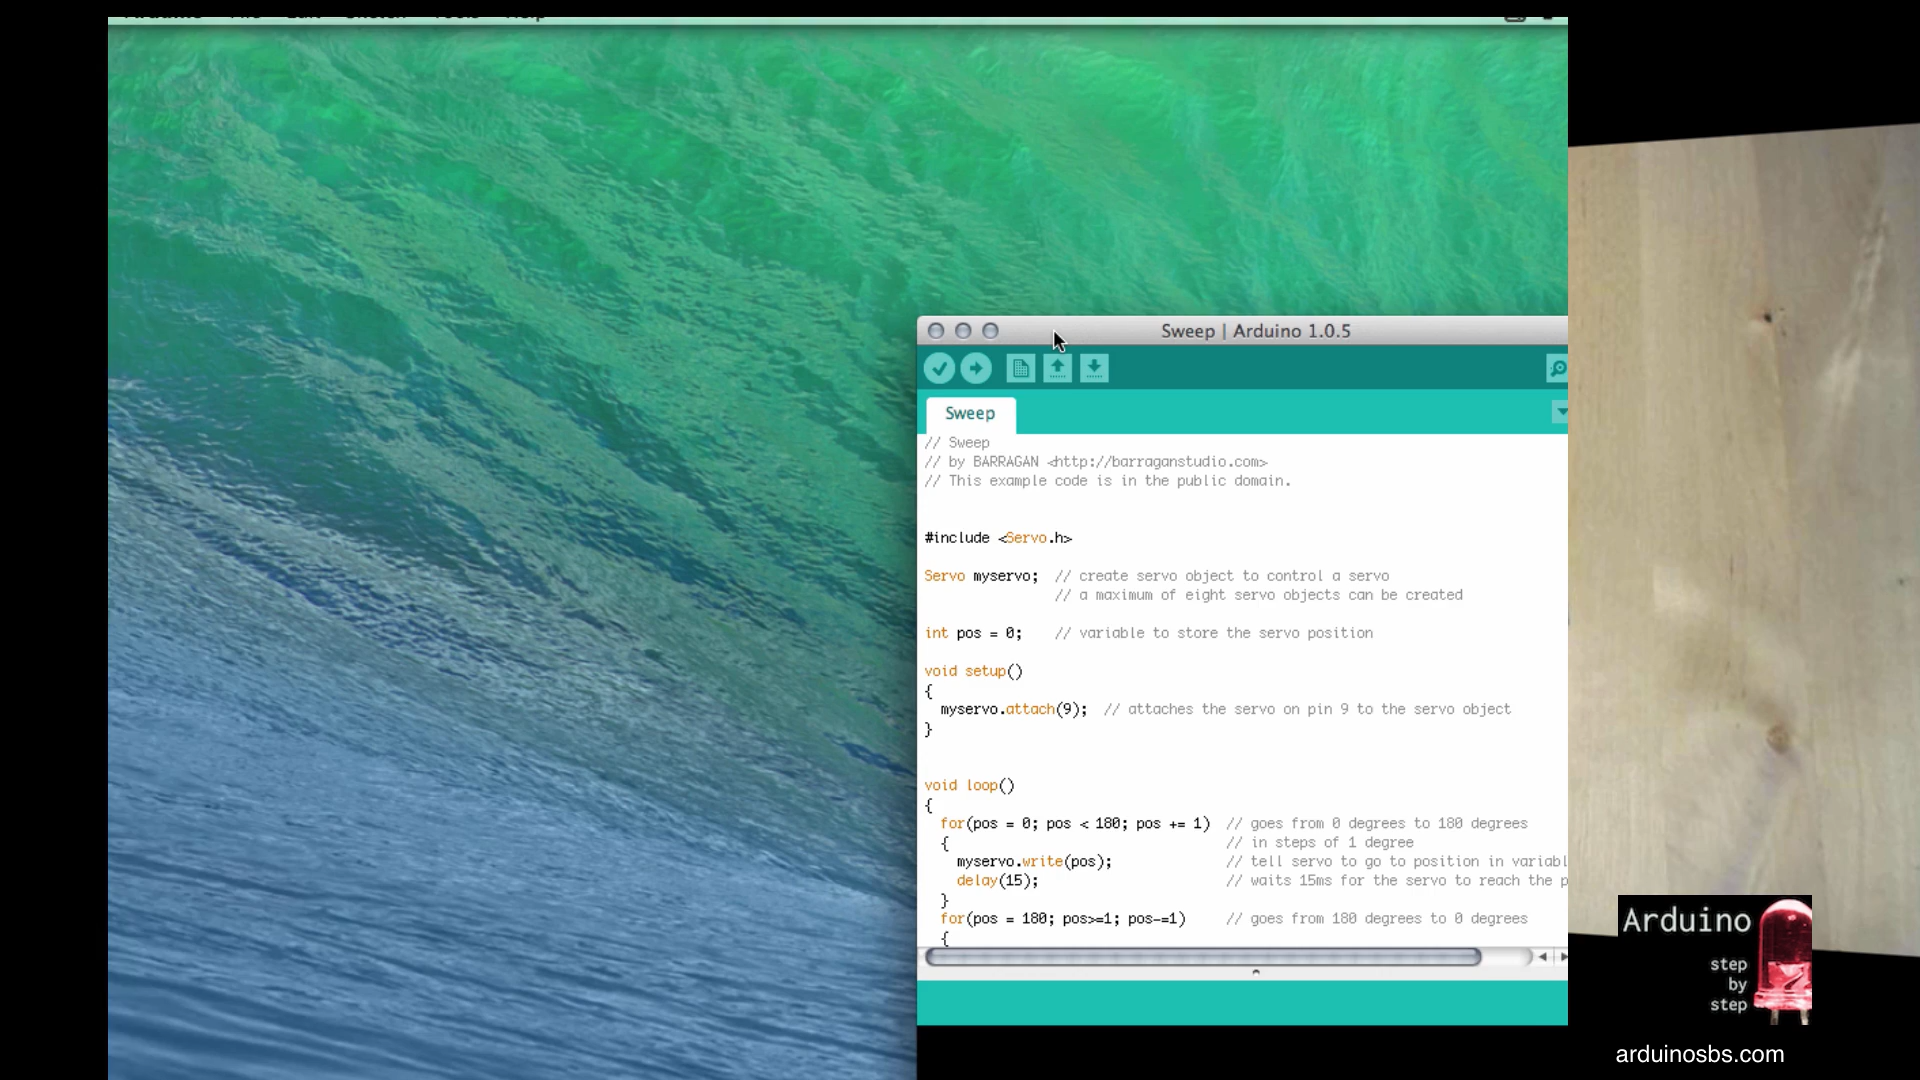 Arduino File Edit Sketch Tools Help
Sweep | Arduino 1.0.5
Sweep
// Sweep
// by BARRAGAN <http://barraganstudio.com>
// This example code is in the public domain.
#include <Servo.h>
Servo myservo;  // create servo object to control a servo
// a maximum of eight servo objects can be created
int pos = 0;    // variable to store the servo position
void setup()
{
myservo.attach(9);  // attaches the servo on pin 9 to the servo object
}
void loop()
{
for(pos = 0; pos < 180; pos += 1)  // goes from 0 degrees to 180 degrees
{                                  // in steps of 1 degree
myservo.write(pos);              // tell servo to go to position in variabl
delay(15);                       // waits 15ms for the servo to reach the p
}
for(pos = 180; pos>=1; pos-=1)     // goes from 180 degrees to 0 degrees
{
Arduino
step
by
step
arduinosbs.com